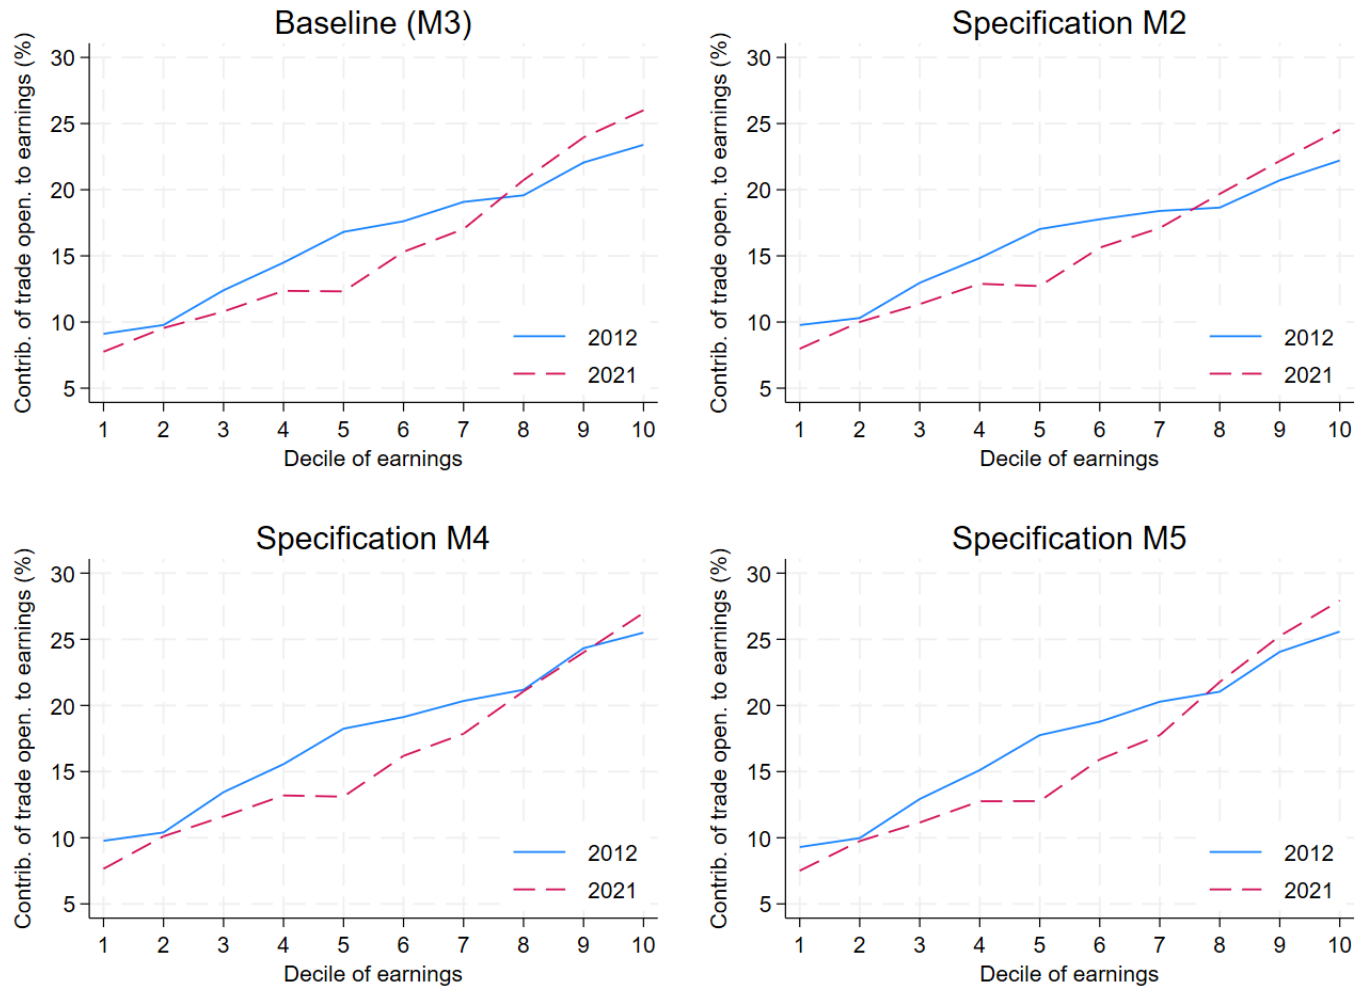 Baseline (M3)
Contrib. of trade open. to earnings (%)
30
25
20
15
10
5
2012
2021
1 2 3 4 5 6 7 8 9 10
Decile of earnings
Specification M2
Contrib. of trade open. to earnings (%)
30
25
20
15
10
5
2012
2021
1 2 3 4 5 6 7 8 9 10
Decile of earnings
Specification M4
Contrib. of trade open. to earnings (%)
30
25
20
15
10
5
2012
2021
1 2 3 4 5 6 7 8 9 10
Decile of earnings
Specification M5
Contrib. of trade open. to earnings (%)
30
25
20
15
10
5
2012
2021
1 2 3 4 5 6 7 8 9 10
Decile of earnings